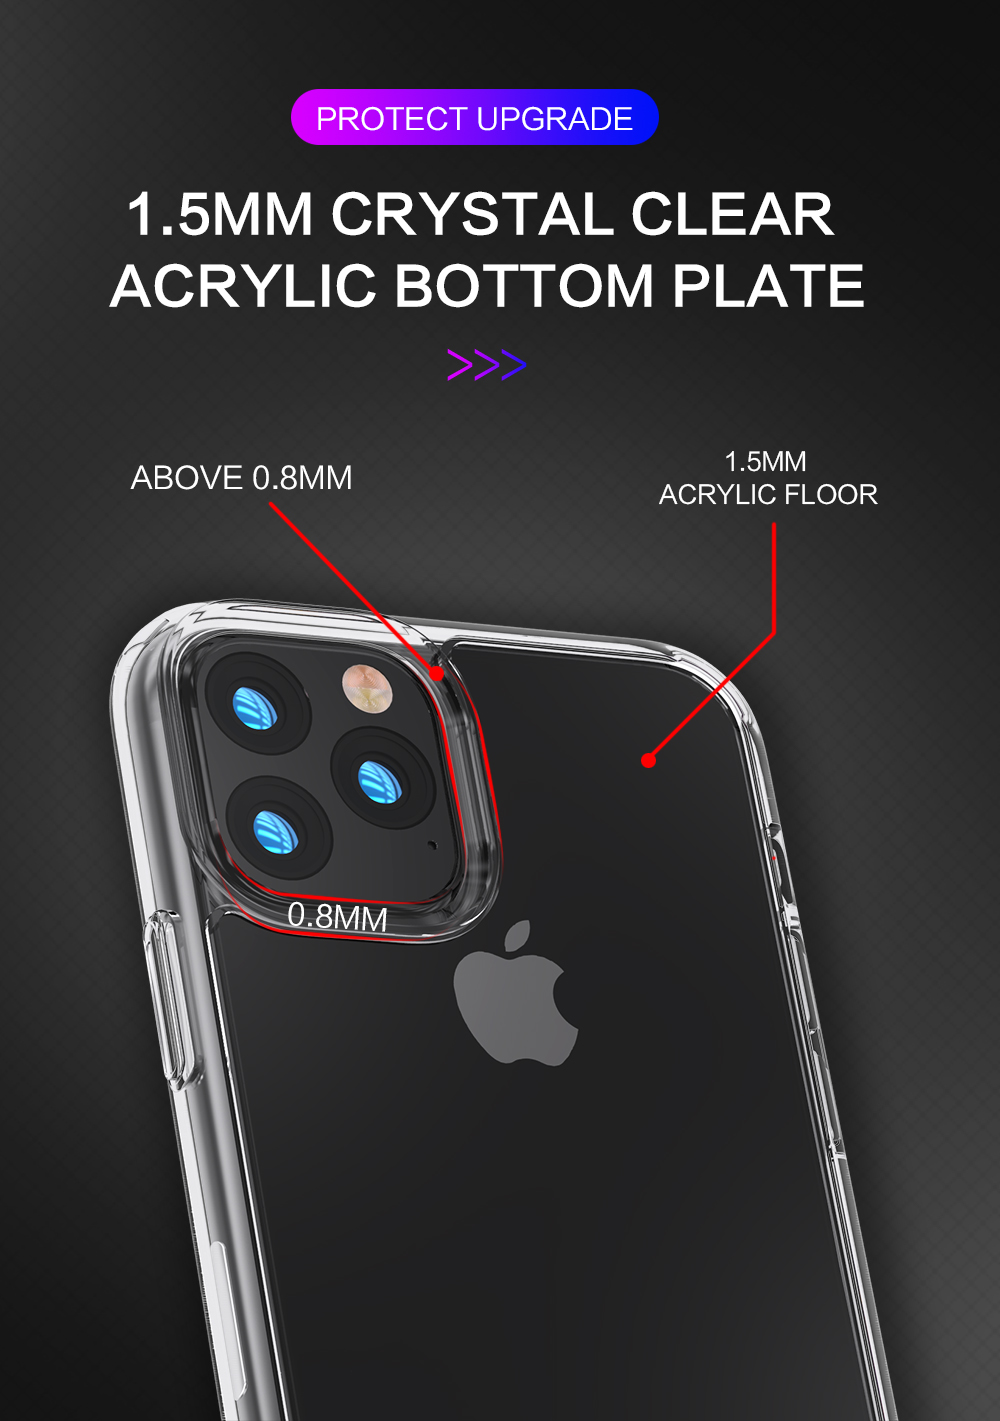 PROTECT UPGRADE
1.5MM CRYSTAL CLEAR
ACRYLIC BOTTOM PLATE
>>>
ABOVE 0.8MM
1.5MM
ACRYLIC FLOOR
0.8MM